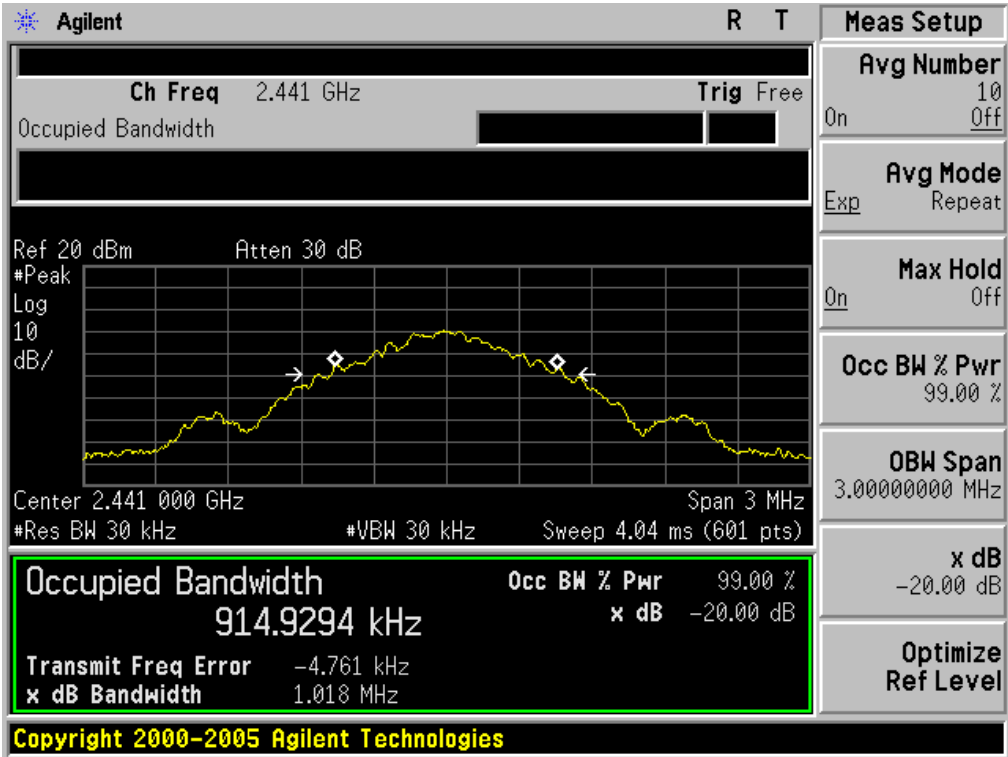 Agilent R T
Ch Freq 2.441 GHz Trig Free
Occupied Bandwidth
Ref 20 dBm Atten 30 dB
#Peak
Log
10
dB/
Center 2.441 000 GHz Span 3 MHz
#Res BW 30 kHz #VBW 30 kHz Sweep 4.04 ms (601 pts)
Occupied Bandwidth Occ BW % Pwr 99.00 %
914.9294 kHz x dB -20.00 dB
Transmit Freq Error -4.761 kHz
x dB Bandwidth 1.018 MHz
Copyright 2000-2005 Agilent Technologies
Meas Setup
Avg Number
10
On Off
Avg Mode
Exp Repeat
Max Hold
On Off
Occ BW % Pwr
99.00 %
OBW Span
3.00000000 MHz
x dB
-20.00 dB
Optimize
Ref Level